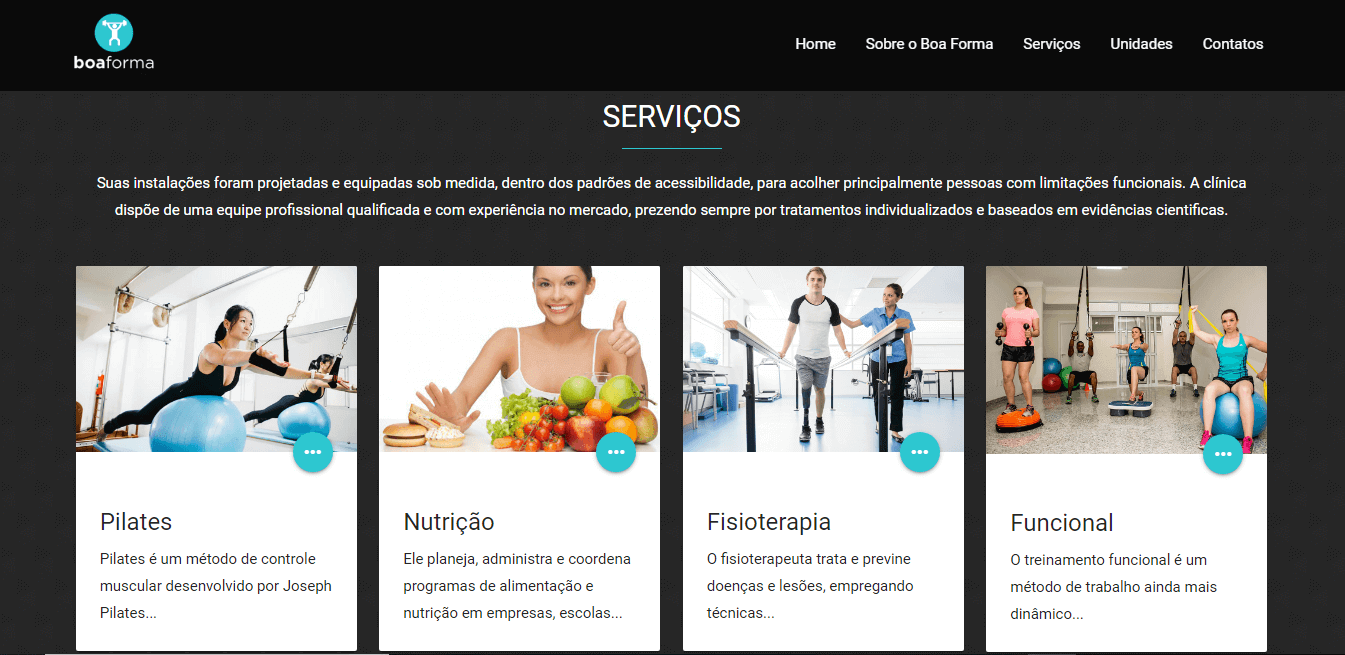 boaforma
Home Sobre o Boa Forma Serviços Unidades Contatos
SERVIÇOS
Suas instalações foram projetadas e equipadas sob medida, dentro dos padrões de acessibilidade, para acolher principalmente pessoas com limitações funcionais. A clínica
dispõe de uma equipe profissional qualificada e com experiência no mercado, prezendo sempre por tratamentos individualizados e baseados em evidências cientificas.
Pilates
Pilates é um método de controle
muscular desenvolvido por Joseph
Pilates...
Nutrição
Ele planeja, administra e coordena
programas de alimentação e
nutrição em empresas, escolas...
Fisioterapia
O fisioterapeuta trata e previne
doenças e lesões, empregando
técnicas...
Funcional
O treinamento funcional é um
método de trabalho ainda mais
dinâmico...